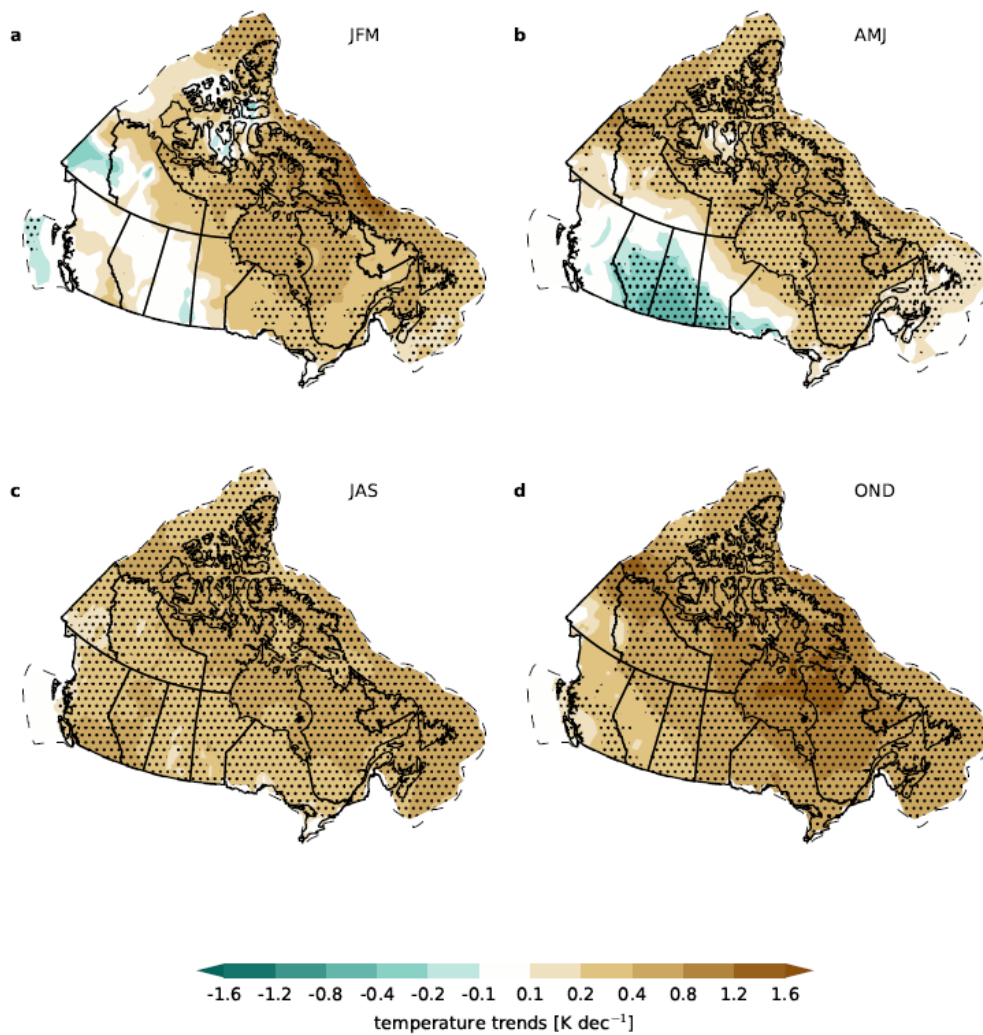 a JFM
b AMJ
c JAS
d OND
-1.6 -1.2 -0.8 -0.4 -0.2 -0.1 0.1 0.2 0.4 0.8 1.2 1.6
temperature trends [K dec⁻¹]